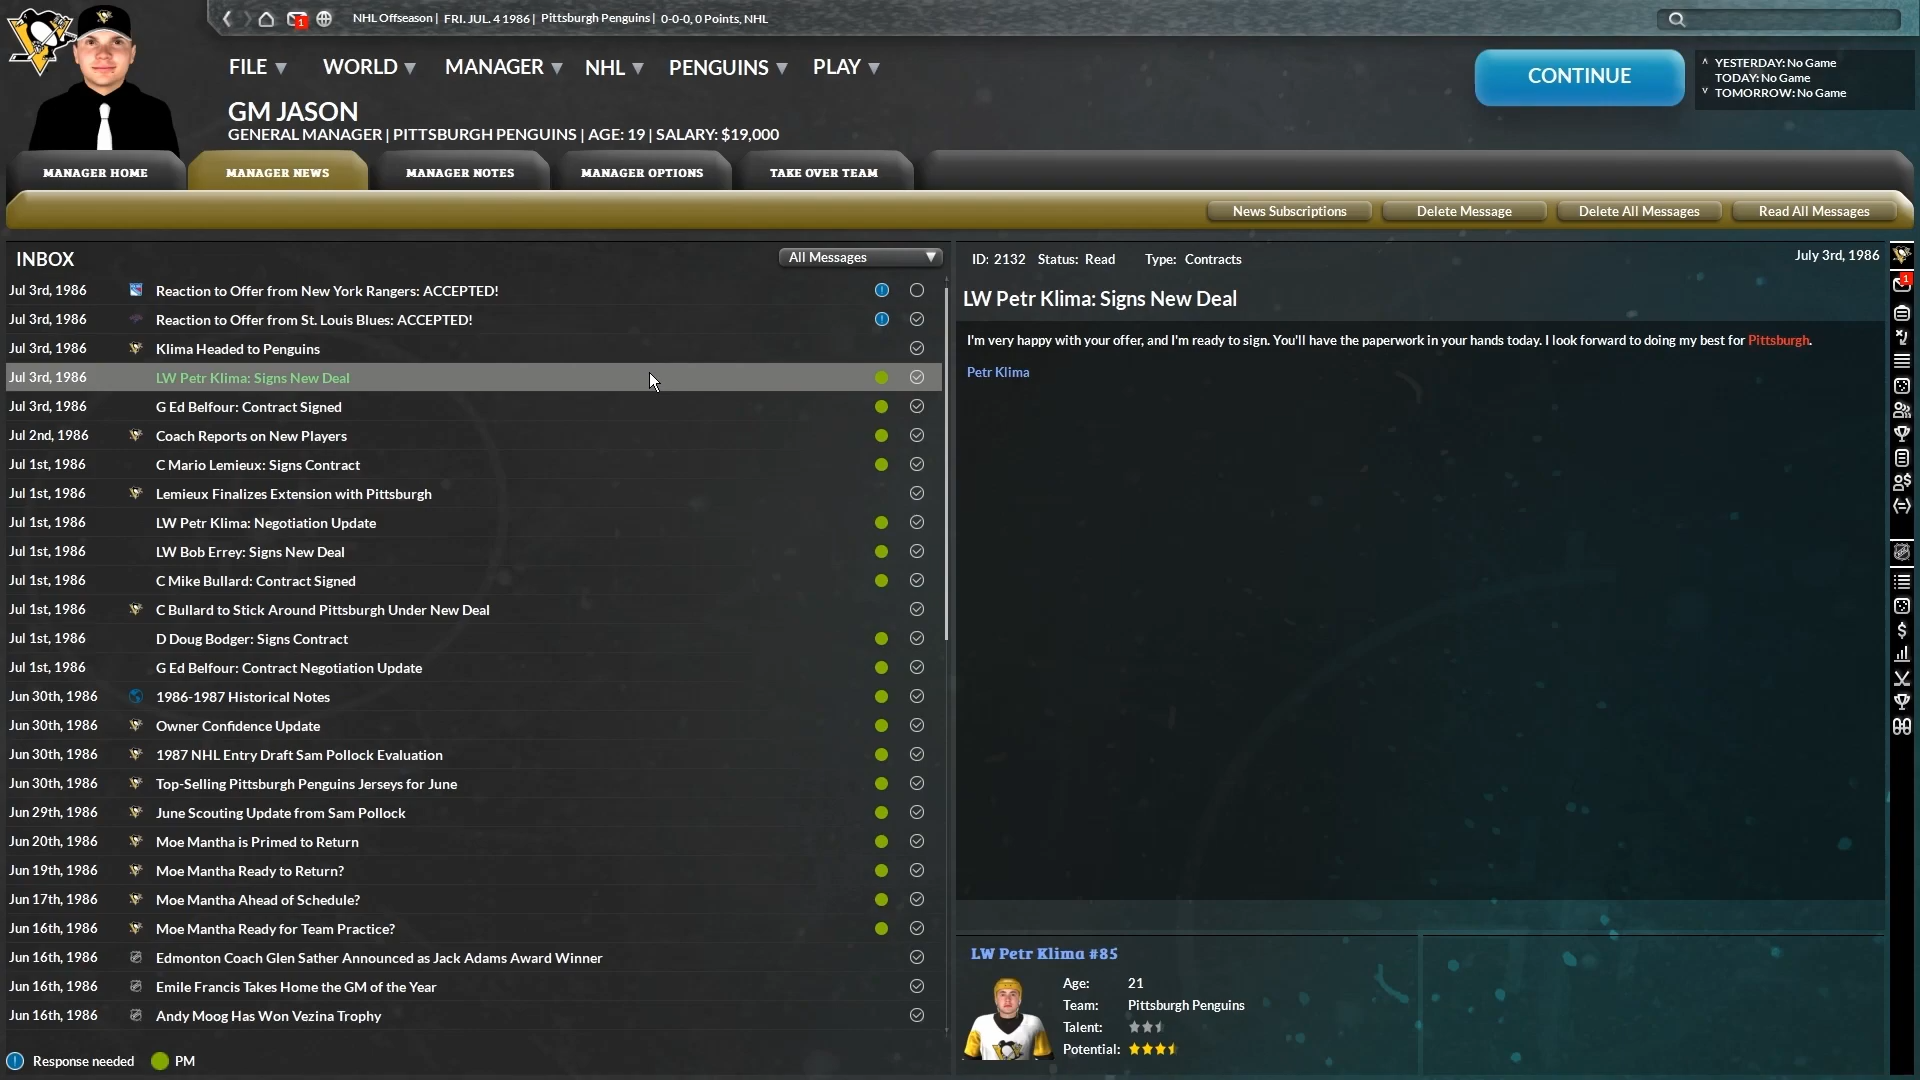 NHL Offseason | FRI. JUL. 4 1986 | Pittsburgh Penguins | 0-0-0, 0 Points, NHL
1
FILE WORLD MANAGER NHL PENGUINS PLAY
CONTINUE
YESTERDAY: No Game
TODAY: No Game
TOMORROW: No Game
GM JASON
GENERAL MANAGER | PITTSBURGH PENGUINS | AGE: 19 | SALARY: $19,000
MANAGER HOME MANAGER NEWS MANAGER NOTES MANAGER OPTIONS TAKE OVER TEAM
News Subscriptions Delete Message Delete All Messages Read All Messages
INBOX All Messages
Jul 3rd, 1986 Reaction to Offer from New York Rangers: ACCEPTED!
Jul 3rd, 1986 Reaction to Offer from St. Louis Blues: ACCEPTED!
Jul 3rd, 1986 Klima Headed to Penguins
Jul 3rd, 1986 LW Petr Klima: Signs New Deal
Jul 3rd, 1986 G Ed Belfour: Contract Signed
Jul 2nd, 1986 Coach Reports on New Players
Jul 1st, 1986 C Mario Lemieux: Signs Contract
Jul 1st, 1986 Lemieux Finalizes Extension with Pittsburgh
Jul 1st, 1986 LW Petr Klima: Negotiation Update
Jul 1st, 1986 LW Bob Errey: Signs New Deal
Jul 1st, 1986 C Mike Bullard: Contract Signed
Jul 1st, 1986 C Bullard to Stick Around Pittsburgh Under New Deal
Jul 1st, 1986 D Doug Bodger: Signs Contract
Jul 1st, 1986 G Ed Belfour: Contract Negotiation Update
Jun 30th, 1986 1986-1987 Historical Notes
Jun 30th, 1986 Owner Confidence Update
Jun 30th, 1986 1987 NHL Entry Draft Sam Pollock Evaluation
Jun 30th, 1986 Top-Selling Pittsburgh Penguins Jerseys for June
Jun 29th, 1986 June Scouting Update from Sam Pollock
Jun 20th, 1986 Moe Mantha is Primed to Return
Jun 19th, 1986 Moe Mantha Ready to Return?
Jun 17th, 1986 Moe Mantha Ahead of Schedule?
Jun 16th, 1986 Moe Mantha Ready for Team Practice?
Jun 16th, 1986 Edmonton Coach Glen Sather Announced as Jack Adams Award Winner
Jun 16th, 1986 Emile Francis Takes Home the GM of the Year
Jun 16th, 1986 Andy Moog Has Won Vezina Trophy
Response needed PM
ID: 2132 Status: Read Type: Contracts July 3rd, 1986
LW Petr Klima: Signs New Deal
I'm very happy with your offer, and I'm ready to sign. You'll have the paperwork in your hands today. I look forward to doing my best for Pittsburgh.
Petr Klima
LW Petr Klima #85
Age: 21
Team: Pittsburgh Penguins
Talent:
Potential:
1